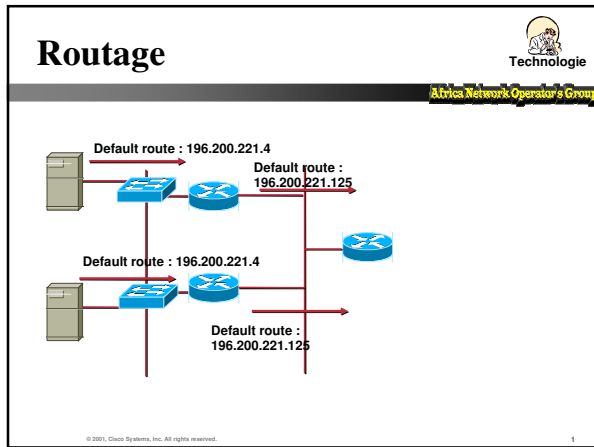 Routage
Technologie
Africa Network Operator's Group
Default route : 196.200.221.4
Default route :
196.200.221.125
Default route : 196.200.221.4
Default route :
196.200.221.125
© 2001, Cisco Systems, Inc. All rights reserved.
1